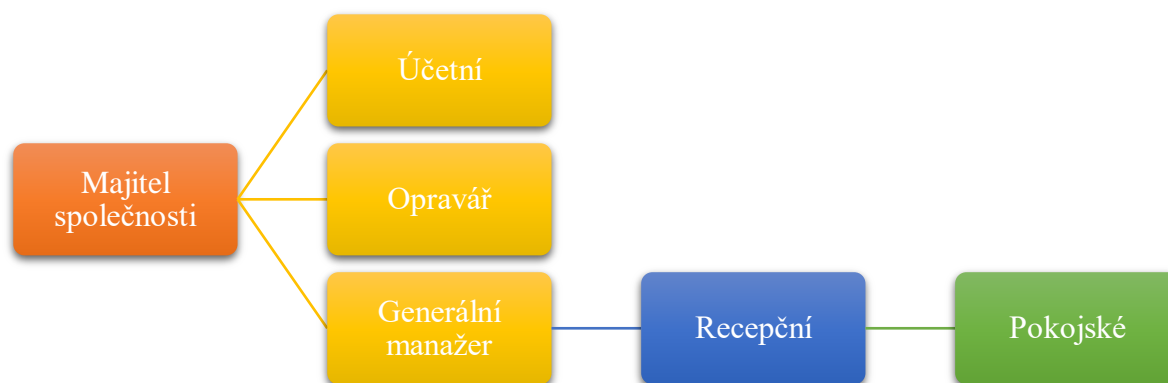 Účetní
Majitel
společnosti
Opravář
Generální
manažer
Recepční
Pokojské